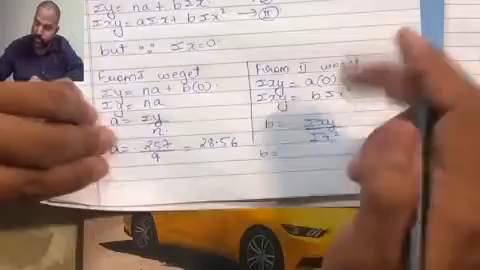 Σy = na + bΣx.
Σxy = aΣx + bΣx² → II
but ∵ Σx=0
From I we get
Σy = na + b(0).
Σy = na
a = Σy/n.
a = 257/9 = 28.56
From II we get
Σxy = a(0)
Σxy = bΣx²
b = Σxy/Σx²
b =